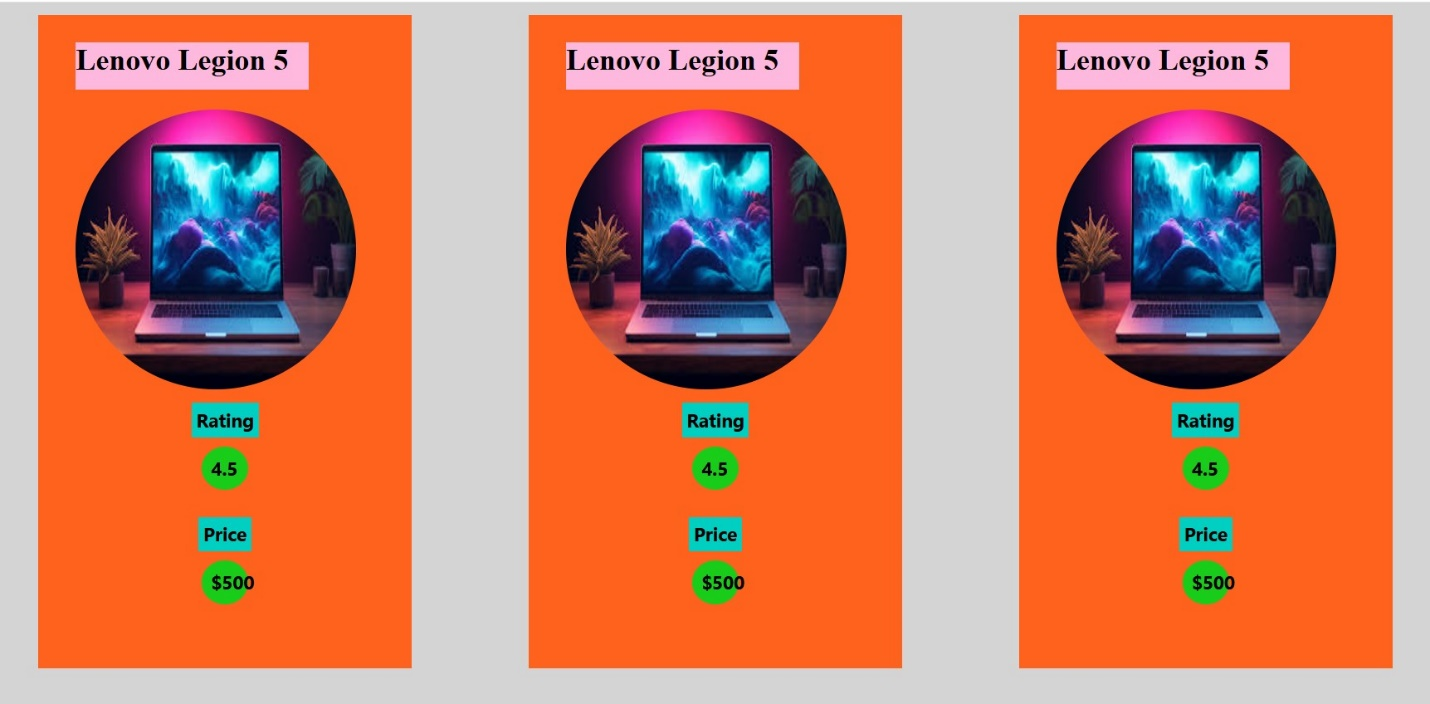 Lenovo Legion 5
Rating
4.5
Price
$500
Lenovo Legion 5
Rating
4.5
Price
$500
Lenovo Legion 5
Rating
4.5
Price
$500